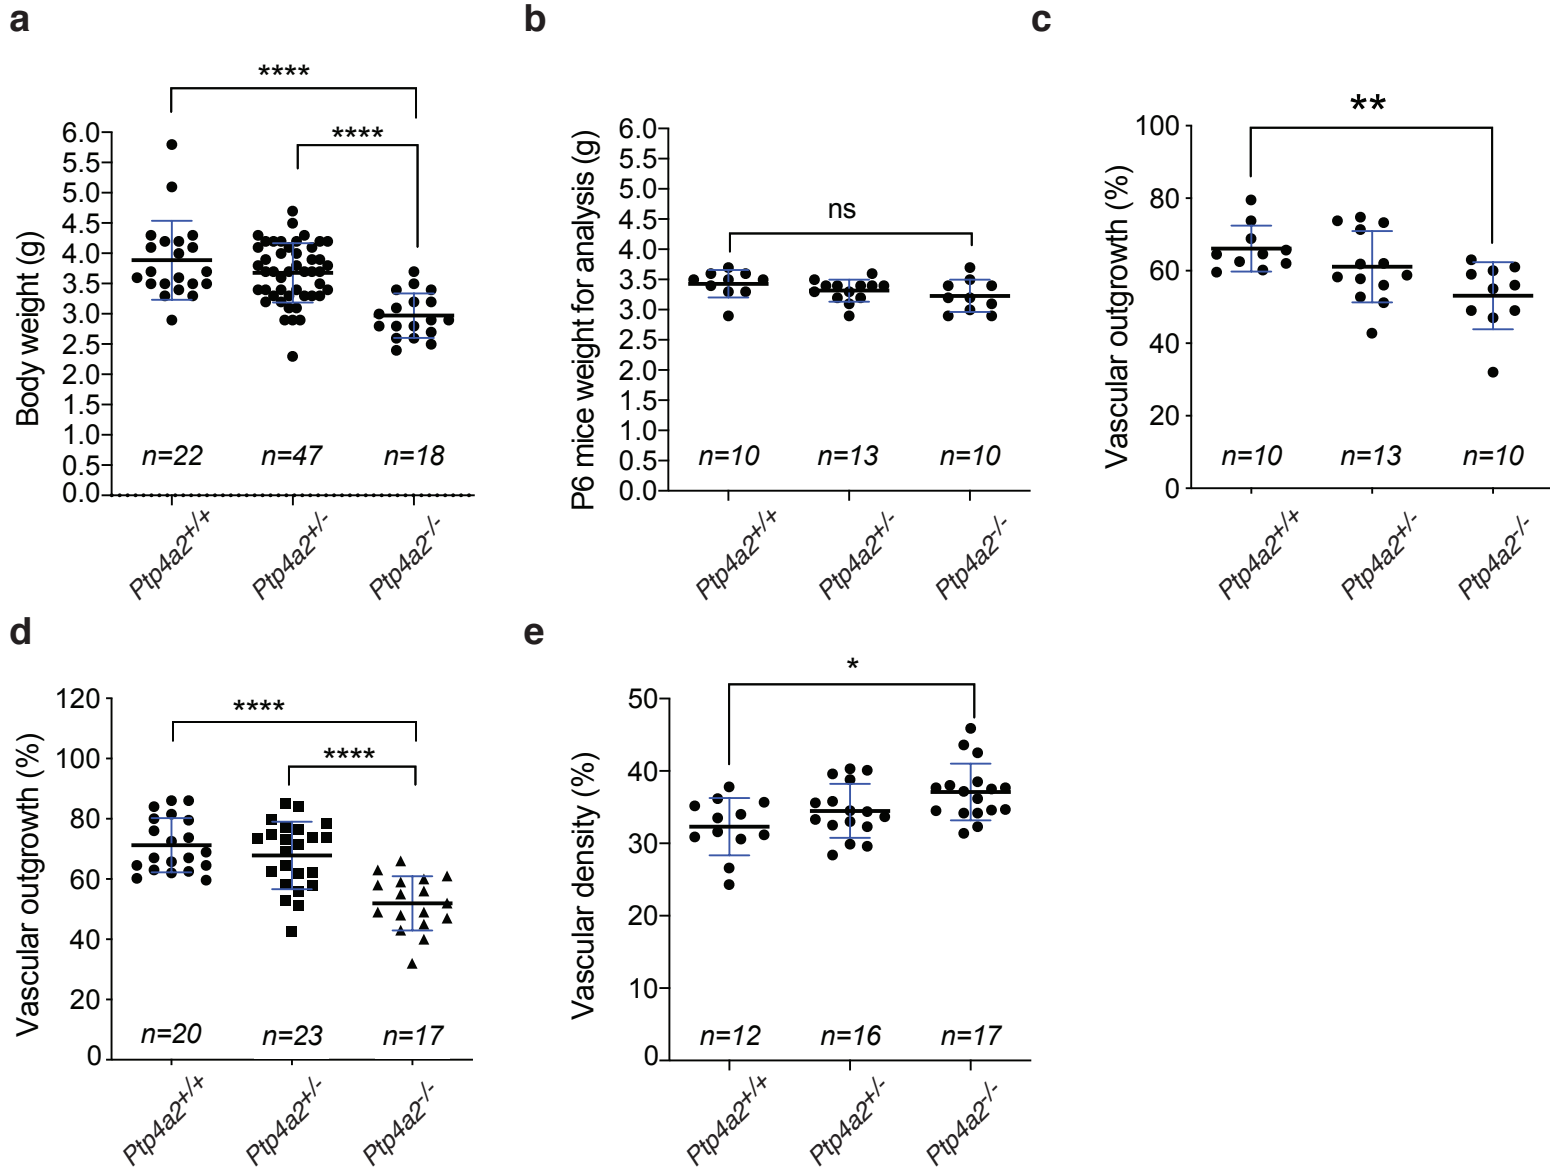 a
b
c
****
****
Body weight (g)
6.0
5.5
5.0
4.5
4.0
3.5
3.0
2.5
2.0
1.5
1.0
0.5
0.0
n=22
n=47
n=18
Ptp4a2+/+
Ptp4a2+/-
Ptp4a2-/-
ns
P6 mice weight for analysis (g)
6.0
5.5
5.0
4.5
4.0
3.5
3.0
2.5
2.0
1.5
1.0
0.5
0.0
n=10
n=13
n=10
Ptp4a2+/+
Ptp4a2+/-
Ptp4a2-/-
**
Vascular outgrowth (%)
100
80
60
40
20
0
n=10
n=13
n=10
Ptp4a2+/+
Ptp4a2+/-
Ptp4a2-/-
d
e
****
****
Vascular outgrowth (%)
120
100
80
60
40
20
0
n=20
n=23
n=17
Ptp4a2+/+
Ptp4a2+/-
Ptp4a2-/-
*
Vascular density (%)
50
40
30
20
10
0
n=12
n=16
n=17
Ptp4a2+/+
Ptp4a2+/-
Ptp4a2-/-